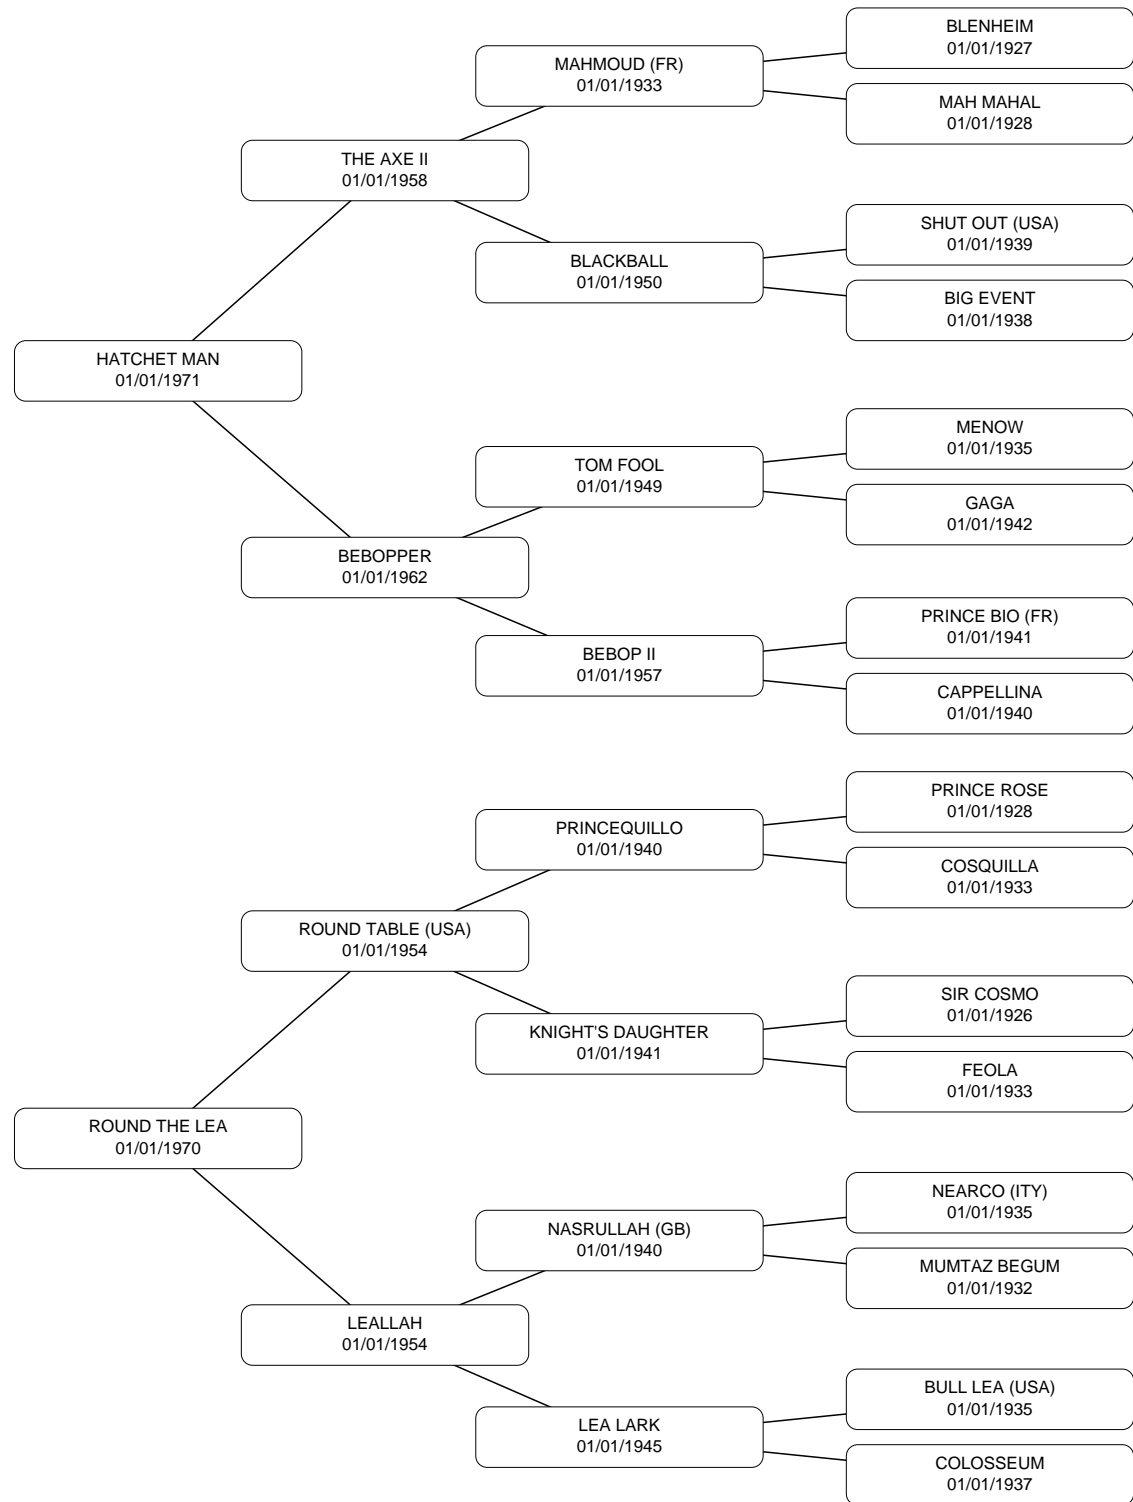 BLENHEIM
01/01/1927
MAHMOUD (FR)
01/01/1933
MAH MAHAL
01/01/1928
THE AXE II
01/01/1958
SHUT OUT (USA)
01/01/1939
BLACKBALL
01/01/1950
BIG EVENT
01/01/1938
HATCHET MAN
01/01/1971
MENOW
01/01/1935
TOM FOOL
01/01/1949
GAGA
01/01/1942
BEBOPPER
01/01/1962
PRINCE BIO (FR)
01/01/1941
BEBOP II
01/01/1957
CAPPELLINA
01/01/1940
PRINCE ROSE
01/01/1928
PRINCEQUILLO
01/01/1940
COSQUILLA
01/01/1933
ROUND TABLE (USA)
01/01/1954
SIR COSMO
01/01/1926
KNIGHT'S DAUGHTER
01/01/1941
FEOLA
01/01/1933
ROUND THE LEA
01/01/1970
NEARCO (ITY)
01/01/1935
NASRULLAH (GB)
01/01/1940
MUMTAZ BEGUM
01/01/1932
LEALLAH
01/01/1954
BULL LEA (USA)
01/01/1935
LEA LARK
01/01/1945
COLOSSEUM
01/01/1937